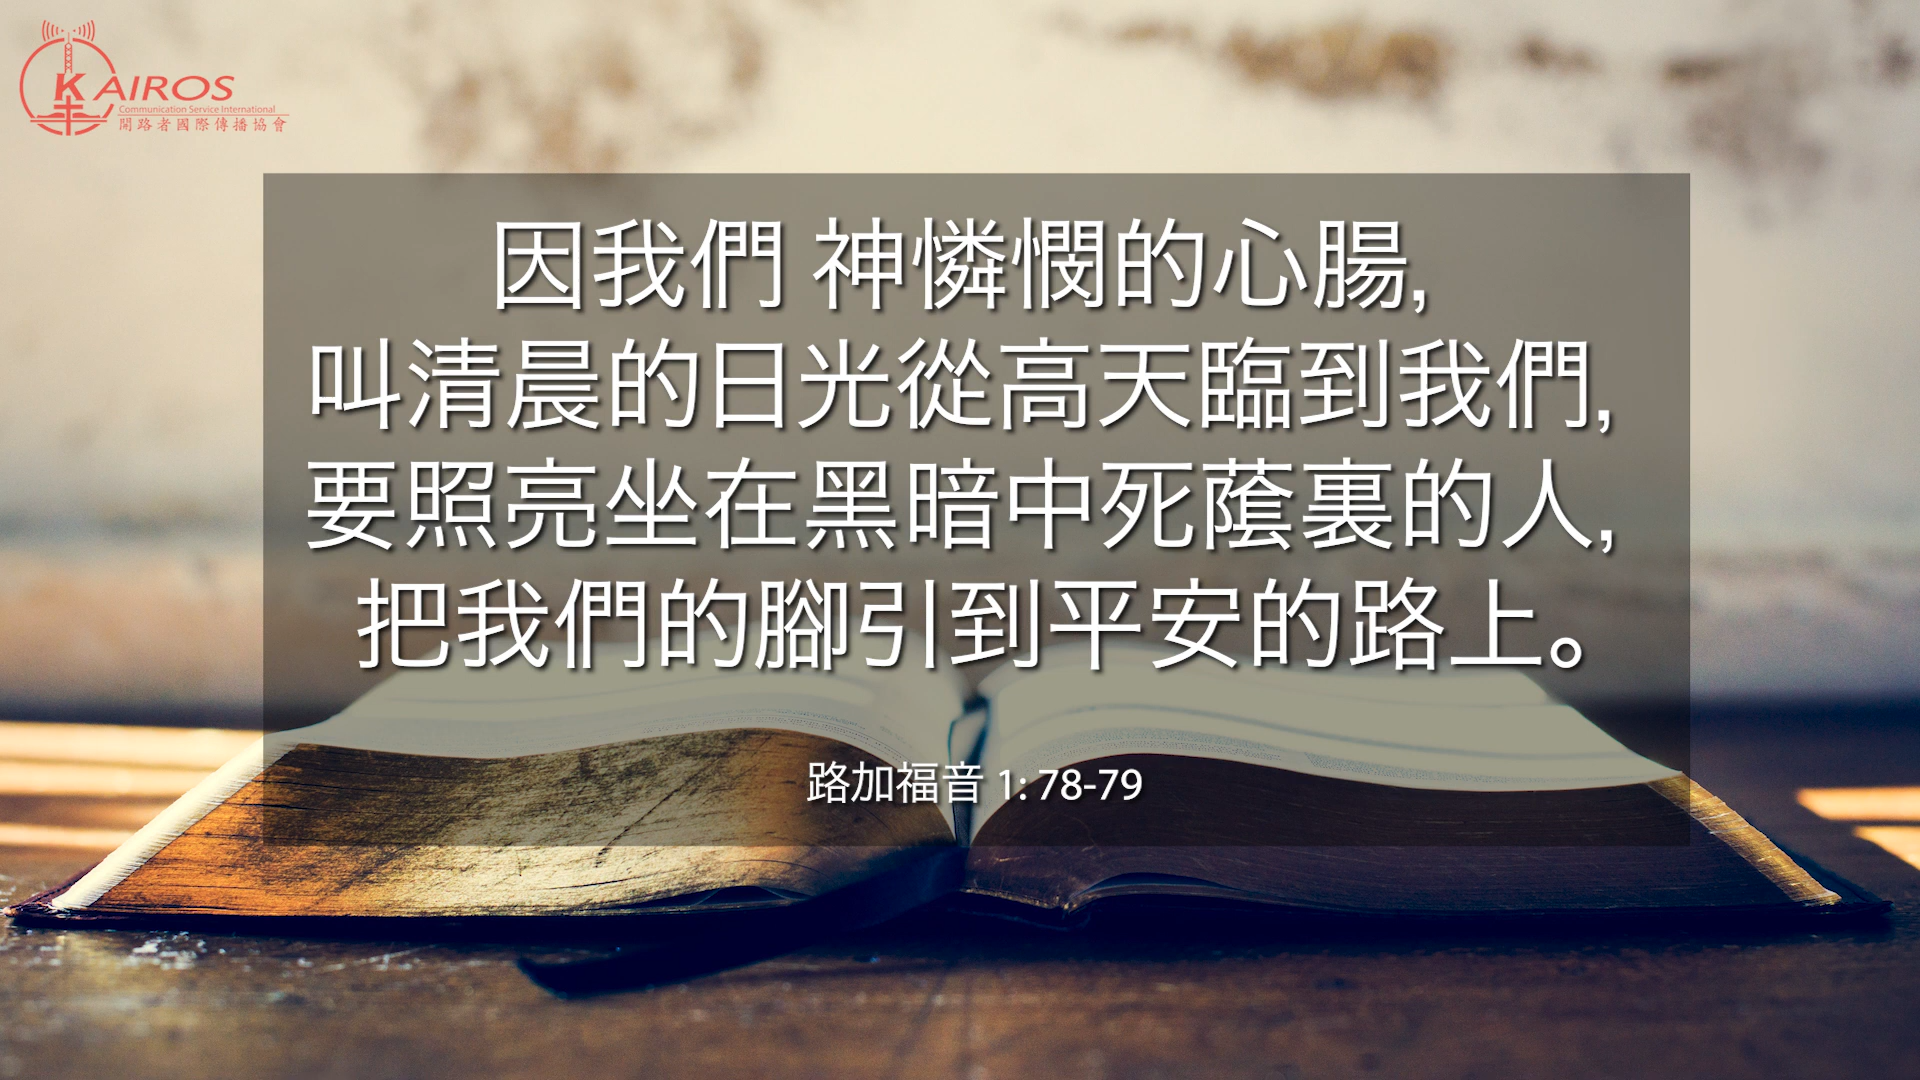 KAIROS
Communication Service International
開路者國際傳播協會
因我們 神憐憫的心腸,
叫清晨的日光從高天臨到我們,
要照亮坐在黑暗中死蔭裏的人,
把我們的腳引到平安的路上。
路加福音 1: 78-79